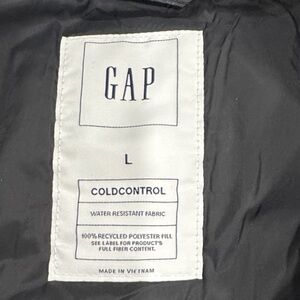 GAP
L
COLDCONTROL
WATER RESISTANT FABRIC
100% RECYCLED POLYESTER FILL
SEE LABEL FOR PRODUCT'S
FULL FIBER CONTENT.
MADE IN VIETNAM